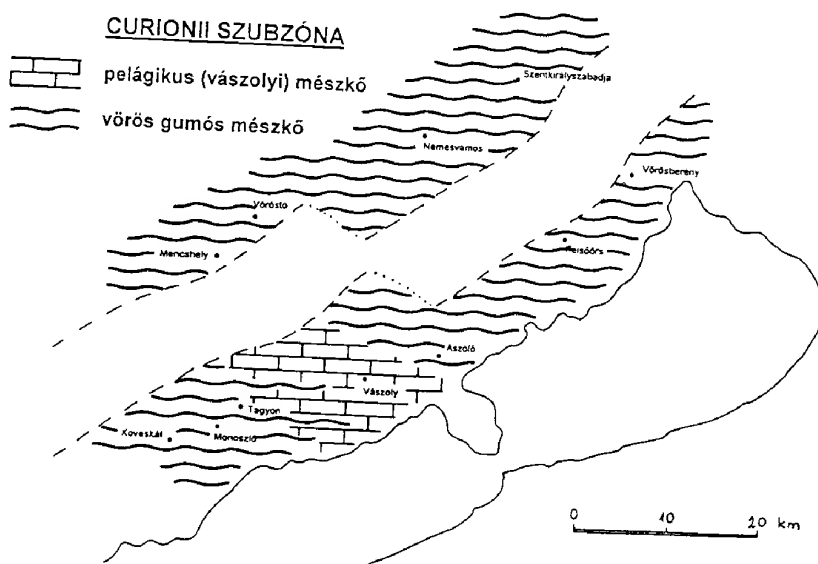 CURIONII SZUBZÓNA
pelágikus (vászolyi) mészkő
vörös gumós mészkő
Szentkirályszabadja
Nemesvamos
Vörösberény
Vöröstó
Felsőörs
Mencshely
Aszófő
Vászoly
Tagyon
Monoszló
Koveskál
0 10 20 km